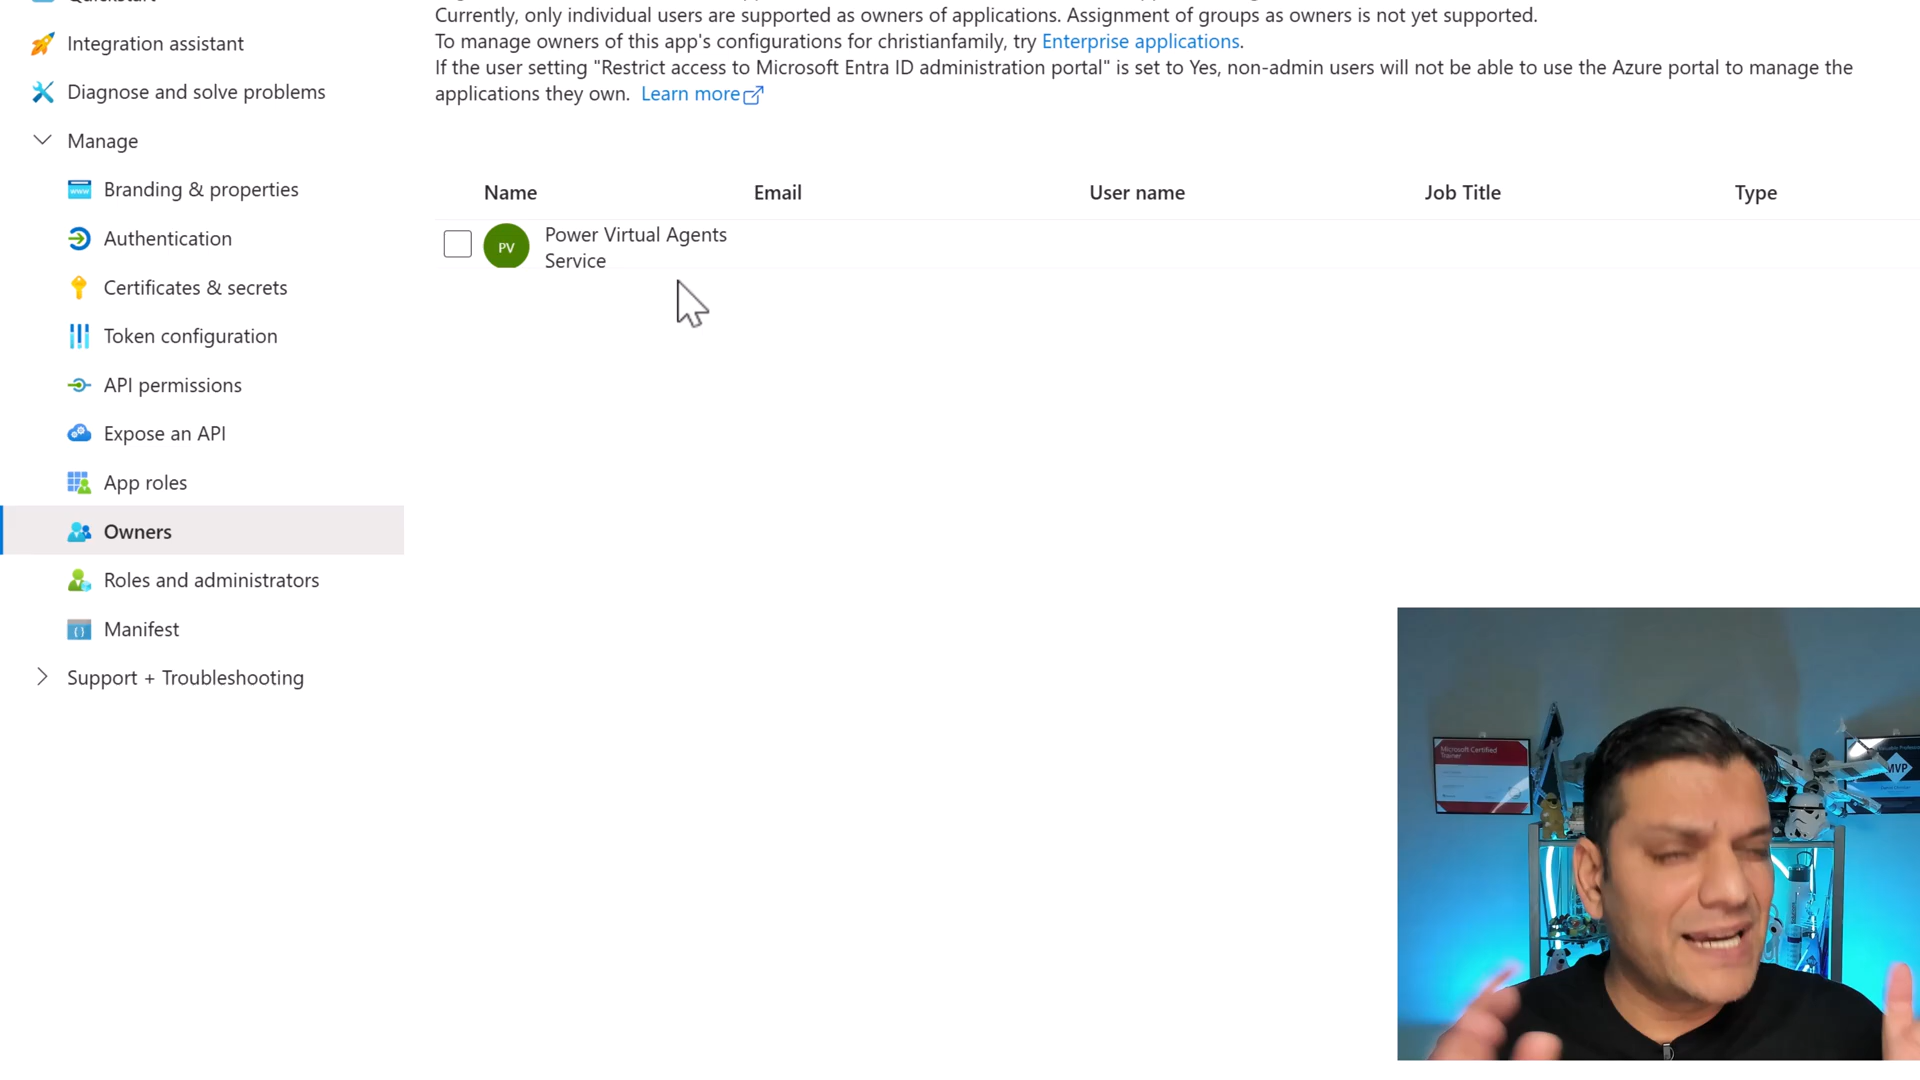 Currently, only individual users are supported as owners of applications. Assignment of groups as owners is not yet supported.
To manage owners of this app's configurations for christianfamily, try Enterprise applications.
If the user setting "Restrict access to Microsoft Entra ID administration portal" is set to Yes, non-admin users will not be able to use the Azure portal to manage the
applications they own. Learn more
Integration assistant
Diagnose and solve problems
Manage
Branding & properties
Authentication
Certificates & secrets
Token configuration
API permissions
Expose an API
App roles
Owners
Roles and administrators
Manifest
Support + Troubleshooting
Name Email User name Job Title Type
PV
Power Virtual Agents
Service
Microsoft Certified
Trainer
MVP